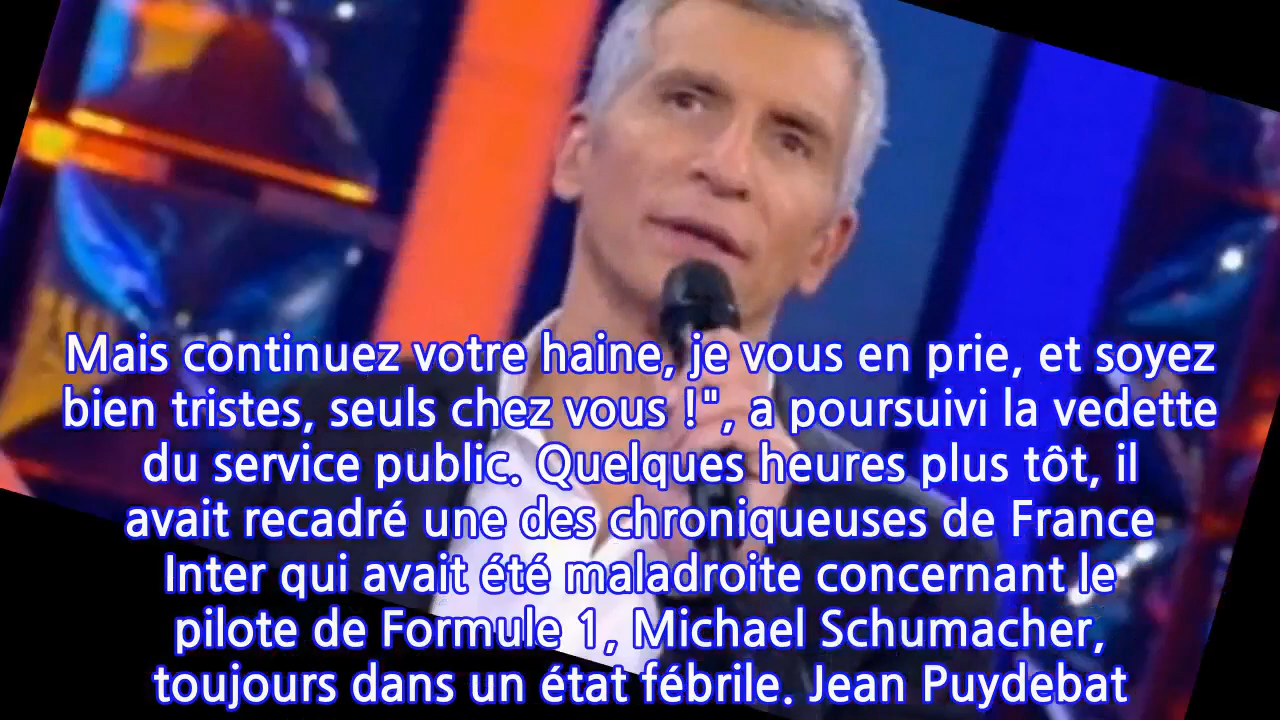 Mais continuez votre haine, je vous en prie, et soyez
bien tristes, seuls chez vous !", a poursuivi la vedette
du service public. Quelques heures plus tôt, il
avait recadré une des chroniqueuses de France
Inter qui avait été maladroite concernant le
pilote de Formule 1, Michael Schumacher,
toujours dans un état fébrile. Jean Puydebat